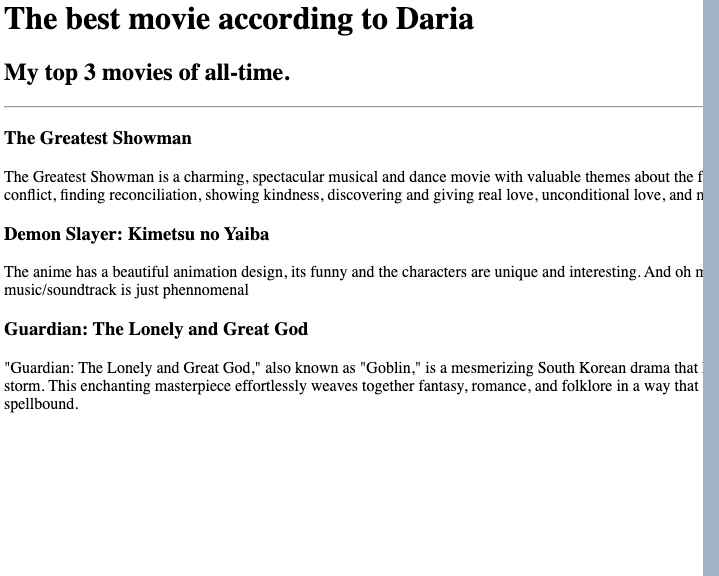 The best movie according to Daria
My top 3 movies of all-time.
The Greatest Showman
The Greatest Showman is a charming, spectacular musical and dance movie with valuable themes about the
conflict, finding reconciliation, showing kindness, discovering and giving real love, unconditional love, and
Demon Slayer: Kimetsu no Yaiba
The anime has a beautiful animation design, its funny and the characters are unique and interesting. And oh
music/soundtrack is just phennomenal
Guardian: The Lonely and Great God
"Guardian: The Lonely and Great God," also known as "Goblin," is a mesmerizing South Korean drama that
storm. This enchanting masterpiece effortlessly weaves together fantasy, romance, and folklore in a way that
spellbound.